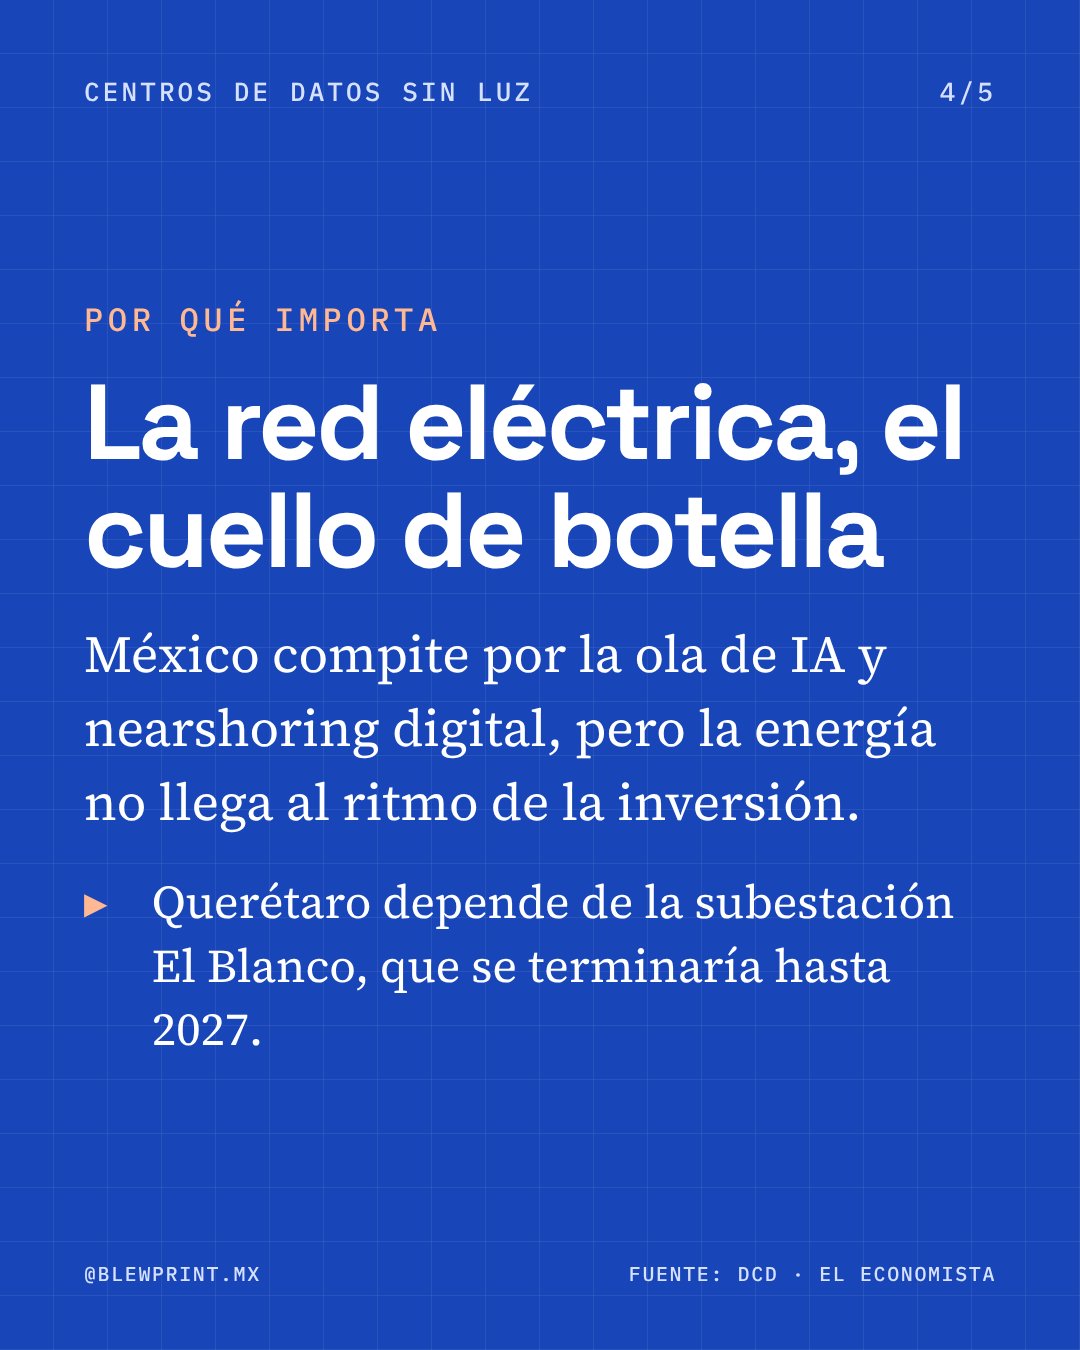 CENTROS DE DATOS SIN LUZ
4/5
POR QUÉ IMPORTA
La red eléctrica, el
cuello de botella
México compite por la ola de IA y
nearshoring digital, pero la energía
no llega al ritmo de la inversión.
▶ Querétaro depende de la subestación
El Blanco, que se terminaría hasta
2027.
@BLEWPRINT.MX
FUENTE: DCD · EL ECONOMISTA